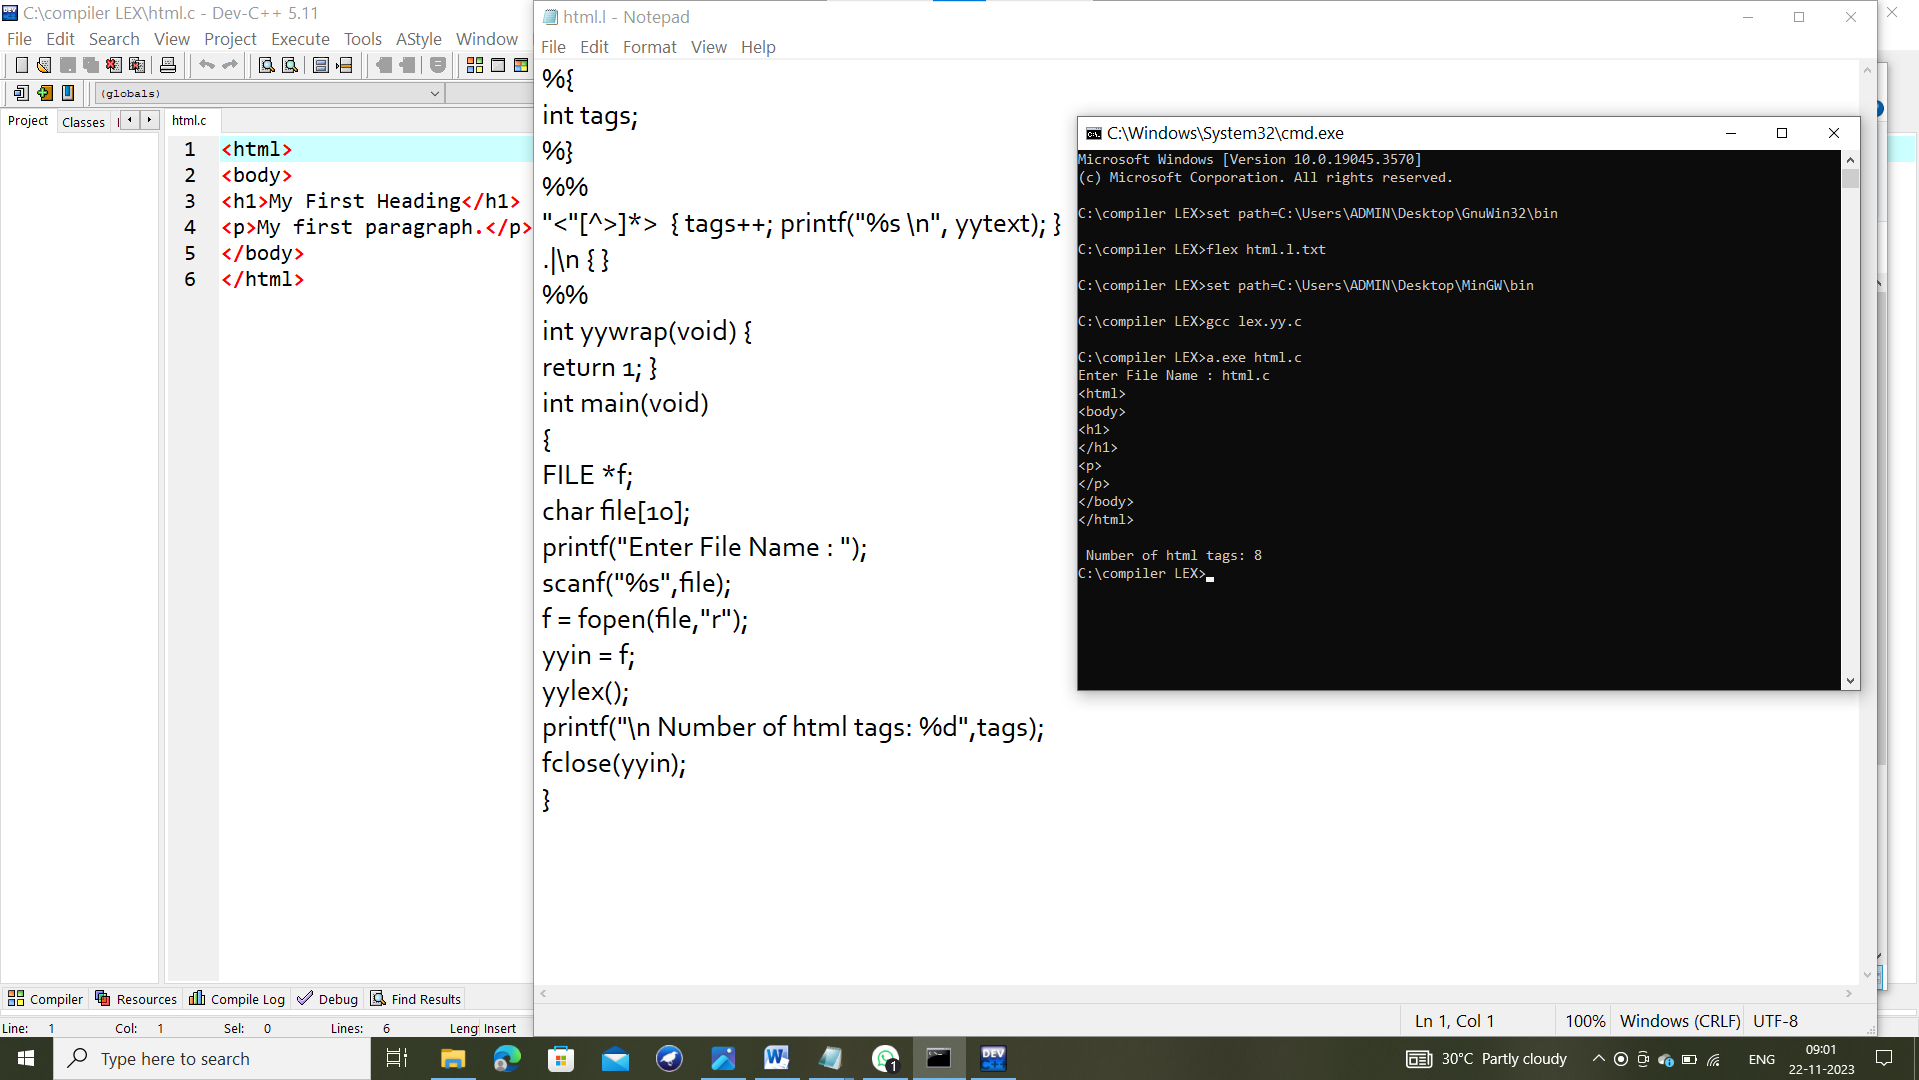 C:\compiler LEX\html.c - Dev-C++ 5.11
File Edit Search View Project Execute Tools AStyle Window
(globals)
Project Classes
html.c
1 <html>
2 <body>
3 <h1>My First Heading</h1>
4 <p>My first paragraph.</p>
5 </body>
6 </html>
Compiler Resources Compile Log Debug Find Results
Line: 1 Col: 1 Sel: 0 Lines: 6 Leng Insert
html.l - Notepad
File Edit Format View Help
%{
int tags;
%}
%%
"<"[^>]*> { tags++; printf("%s \n", yytext); }
.|\n { }
%%
int yywrap(void) {
return 1; }
int main(void)
{
FILE *f;
char file[10];
printf("Enter File Name : ");
scanf("%s",file);
f = fopen(file,"r");
yyin = f;
yylex();
printf("\n Number of html tags: %d",tags);
fclose(yyin);
}
Ln 1, Col 1 100% Windows (CRLF) UTF-8
C:\Windows\System32\cmd.exe
Microsoft Windows [Version 10.0.19045.3570]
(c) Microsoft Corporation. All rights reserved.
C:\compiler LEX>set path=C:\Users\ADMIN\Desktop\GnuWin32\bin
C:\compiler LEX>flex html.l.txt
C:\compiler LEX>set path=C:\Users\ADMIN\Desktop\MinGW\bin
C:\compiler LEX>gcc lex.yy.c
C:\compiler LEX>a.exe html.c
Enter File Name : html.c
<html>
<body>
<h1>
</h1>
<p>
</p>
</body>
</html>
Number of html tags: 8
C:\compiler LEX>
Type here to search
DEV
1
30°C Partly cloudy
ENG
09:01
22-11-2023